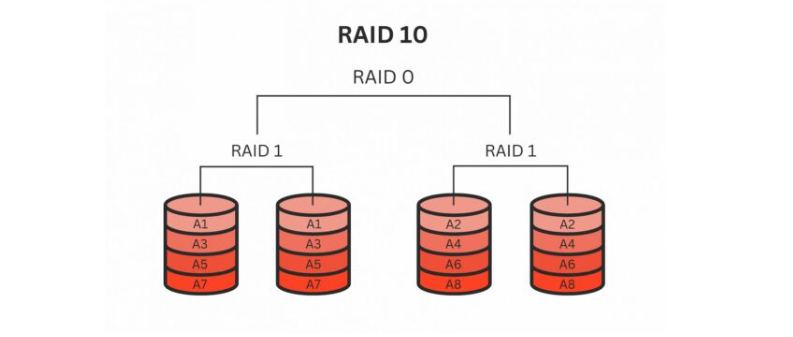 RAID 10
RAID 0
RAID 1 RAID 1
A1 A1 A2 A2
A3 A3 A4 A4
A5 A5 A6 A6
A7 A7 A8 A8